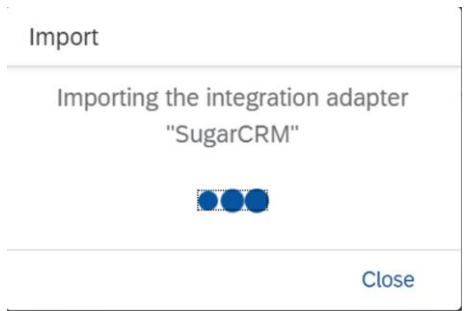 Import
Importing the integration adapter
"SugarCRM"
Close